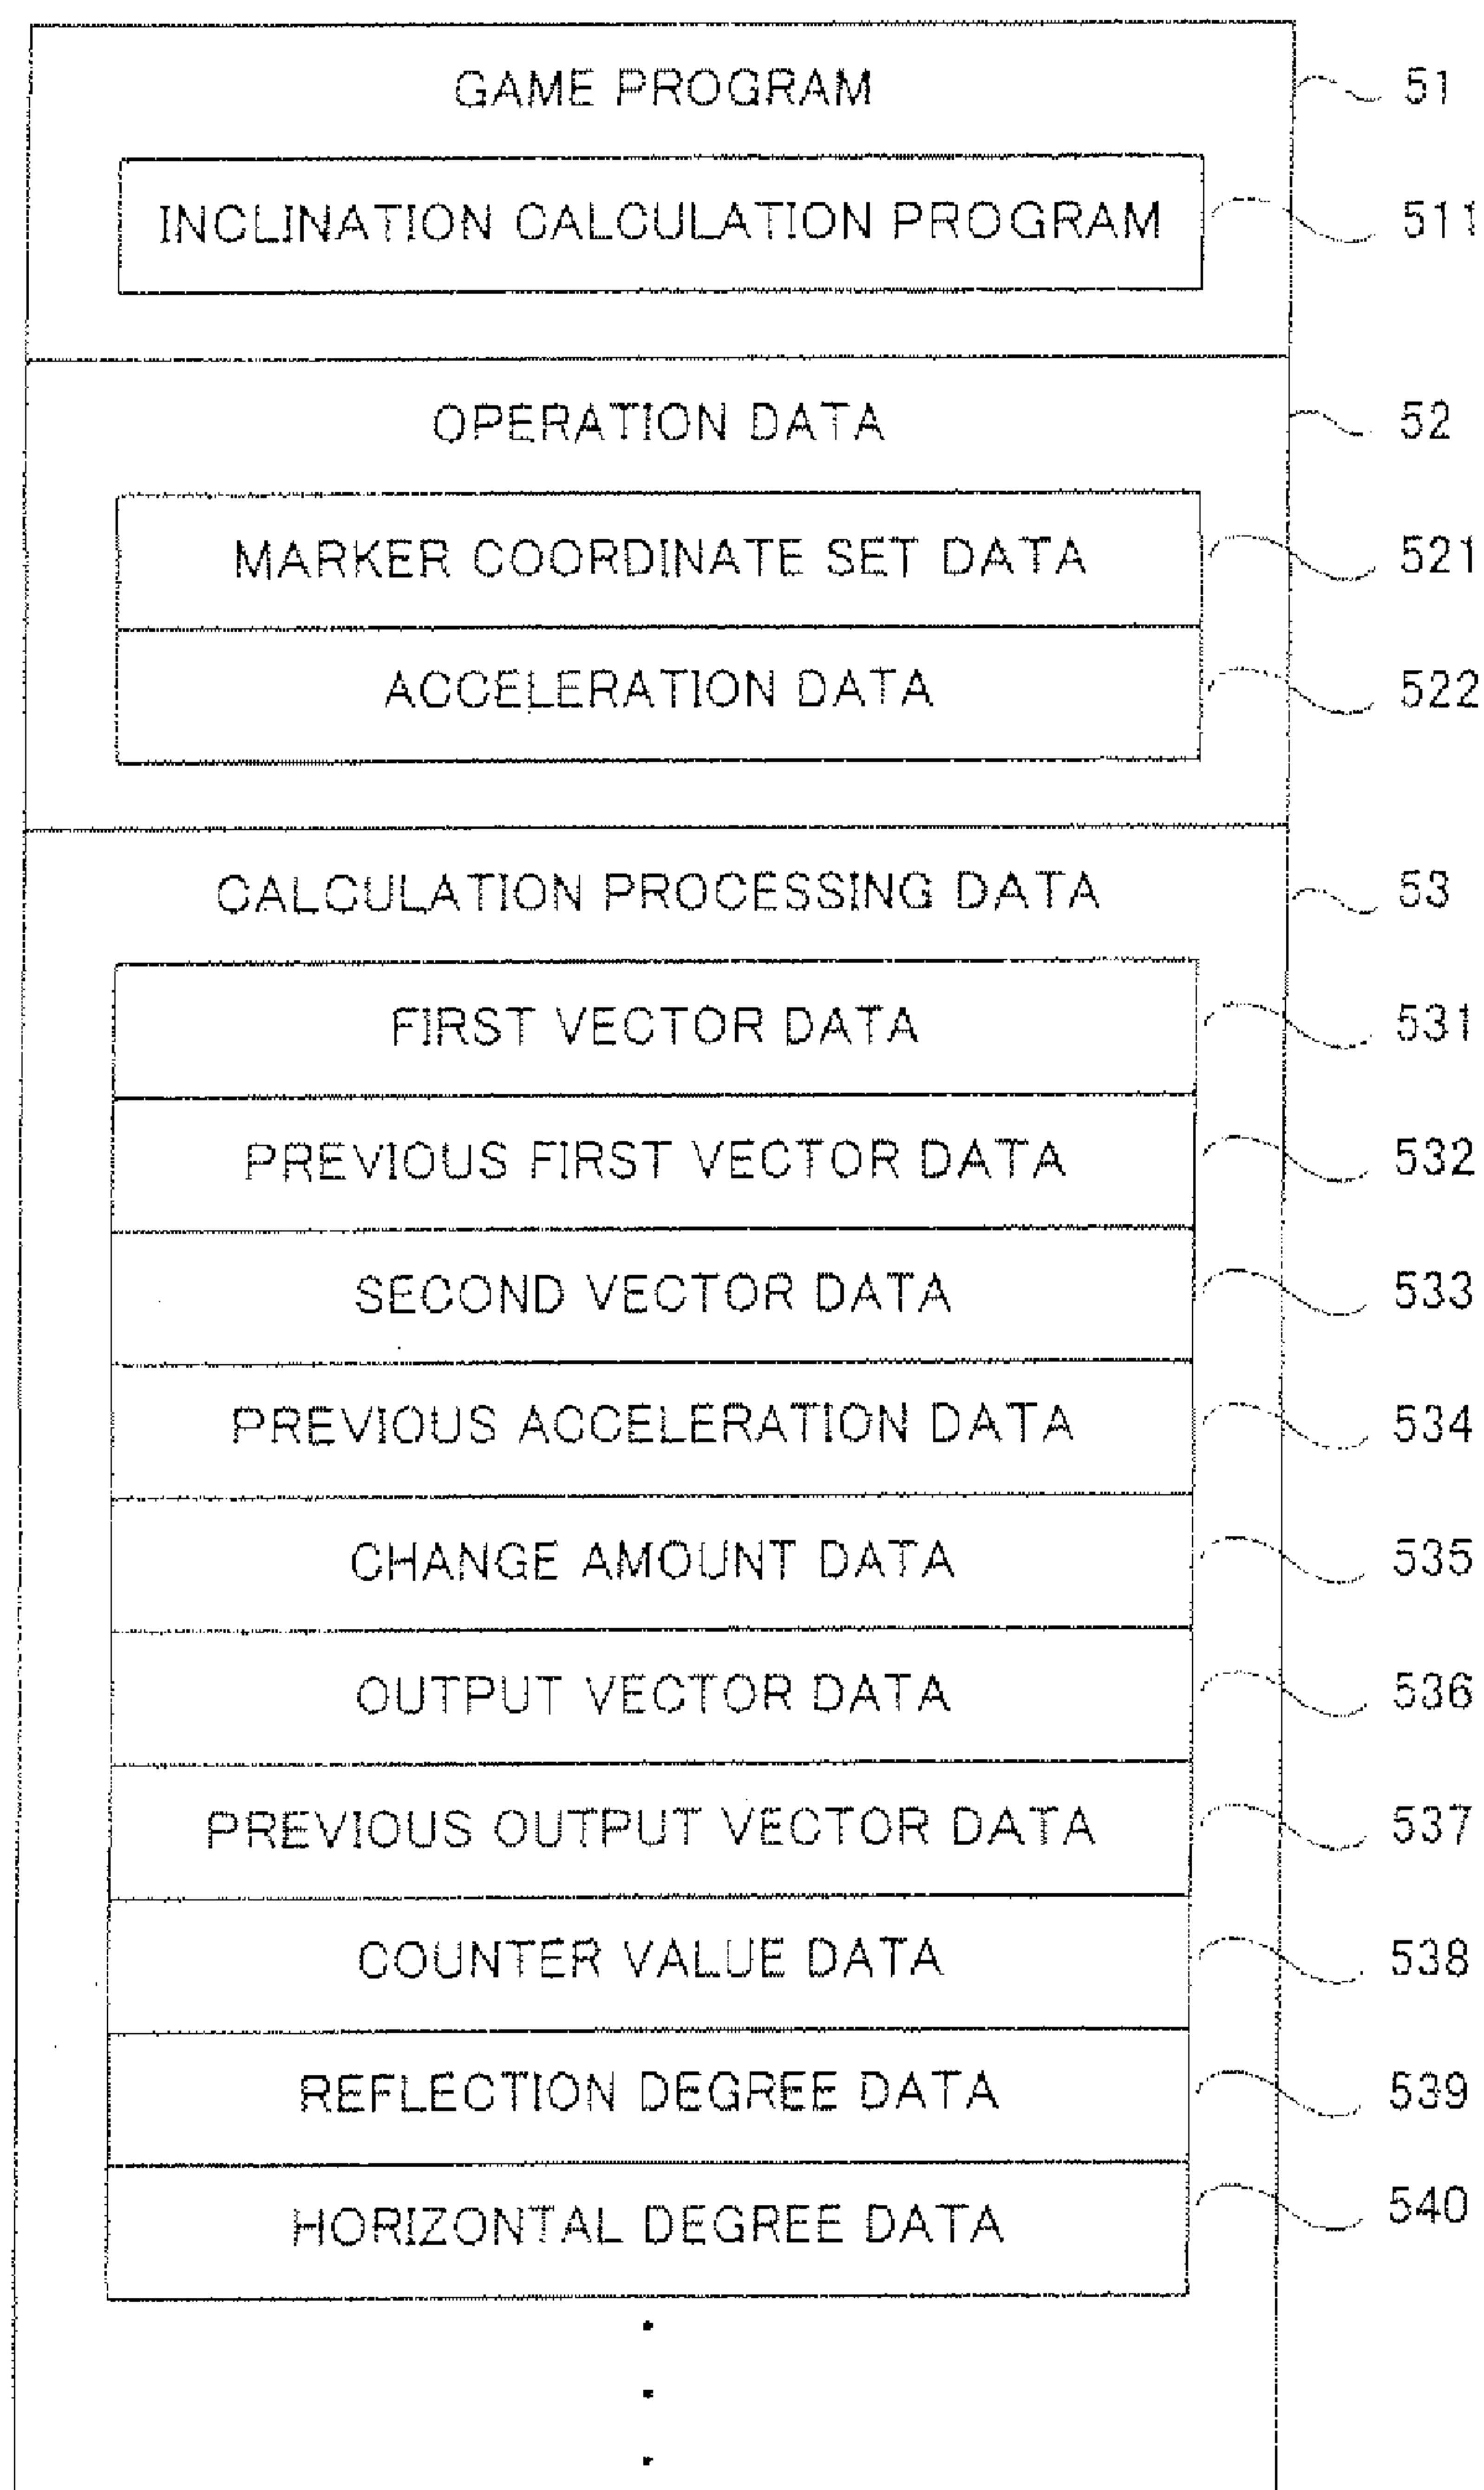 GAME PROGRAM 51
INCLINATION CALCULATION PROGRAM 511
OPERATION DATA 52
MARKER COORDINATE SET DATA 521
ACCELERATION DATA 522
CALCULATION PROCESSING DATA 53
FIRST VECTOR DATA 531
PREVIOUS FIRST VECTOR DATA 532
SECOND VECTOR DATA 533
PREVIOUS ACCELERATION DATA 534
CHANGE AMOUNT DATA 535
OUTPUT VECTOR DATA 536
PREVIOUS OUTPUT VECTOR DATA 537
COUNTER VALUE DATA 538
REFLECTION DEGREE DATA 539
HORIZONTAL DEGREE DATA 540